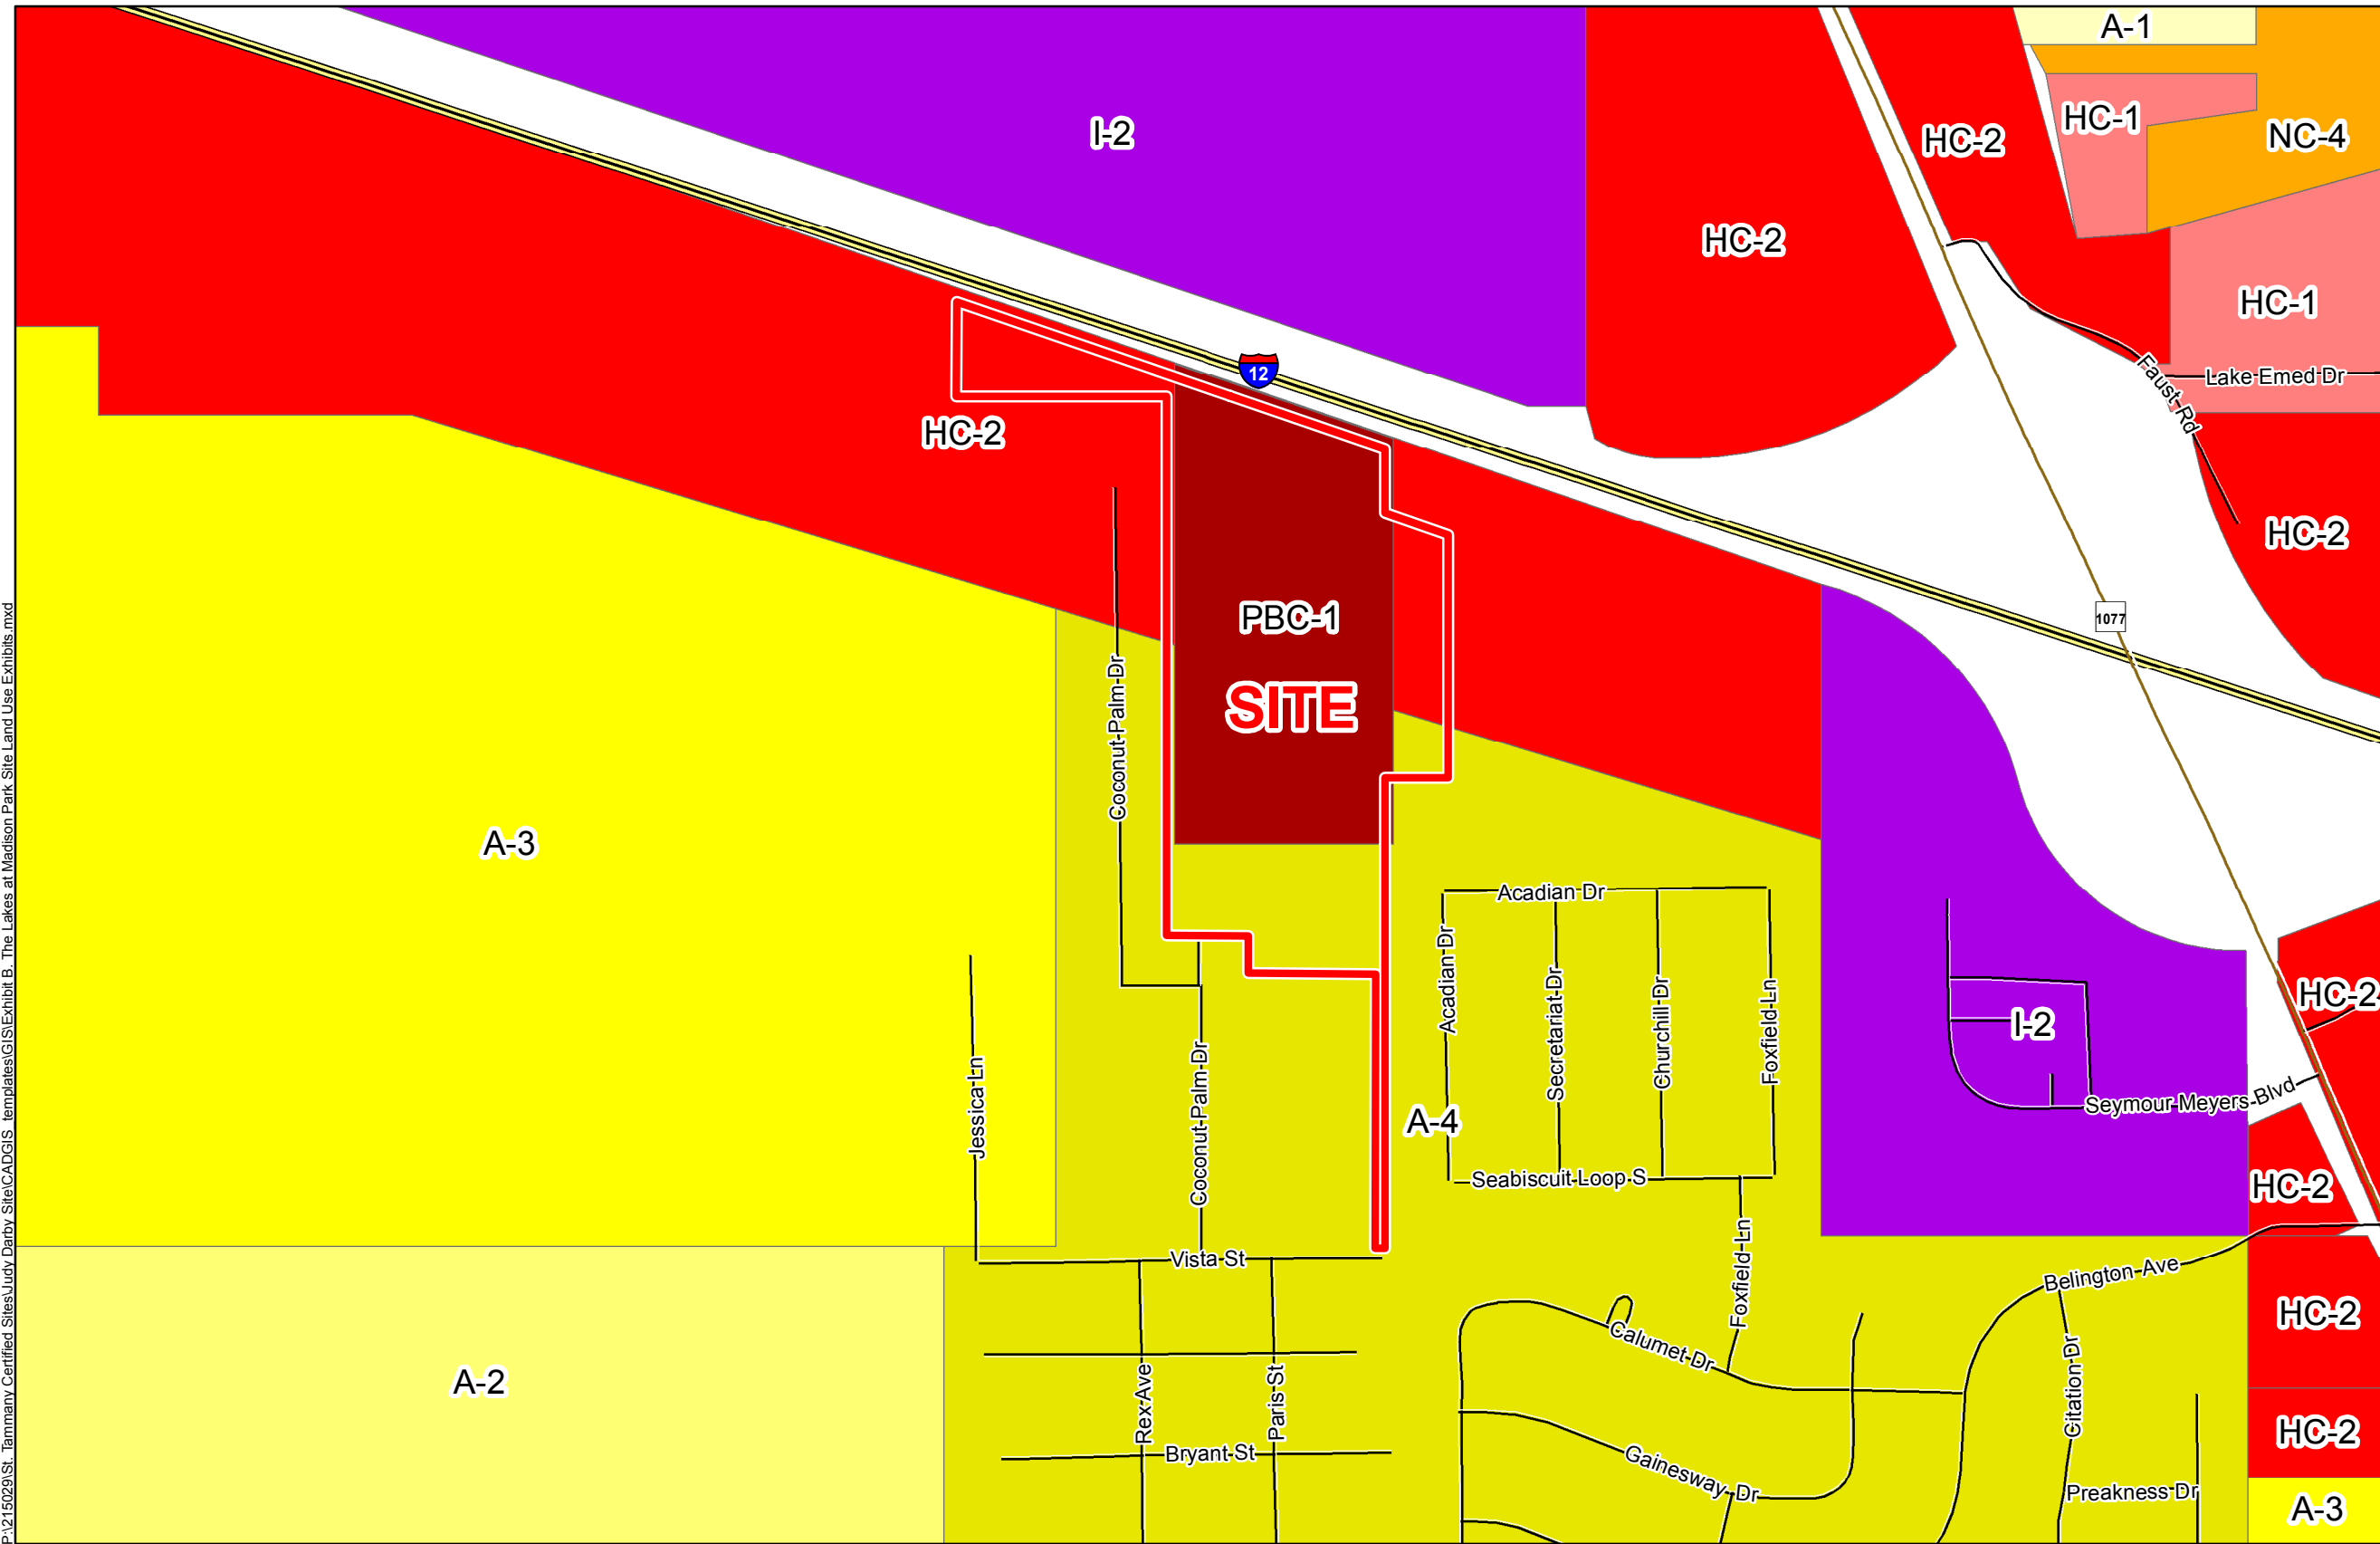 A-1
I-2
HC-2
HC-1
NC-4
HC-2
HC-1
12
Lake Emed Dr
Faust Rd
HC-2
HC-2
PBC-1
1077
SITE
Coconut Palm Dr
A-3
Acadian Dr
Acadian Dr
Secretariat Dr
Churchill Dr
Foxfield Ln
HC-2
I-2
Jessica Ln
Coconut Palm Dr
Seymour Meyers Blvd
A-4
Seabiscuit Loop S
HC-2
Vista St
Foxfield Ln
Belington Ave
HC-2
Calumet Dr
Citation Dr
A-2
Rex Ave
Paris St
HC-2
Bryant St
Gainesway Dr
Preakness Dr
A-3
P:\215029\St. Tammany Certified Sites\Judy Darby Site\CADGIS_templates\GIS\Exhibit B. The Lakes at Madison Park Site Land Use Exhibits.mxd